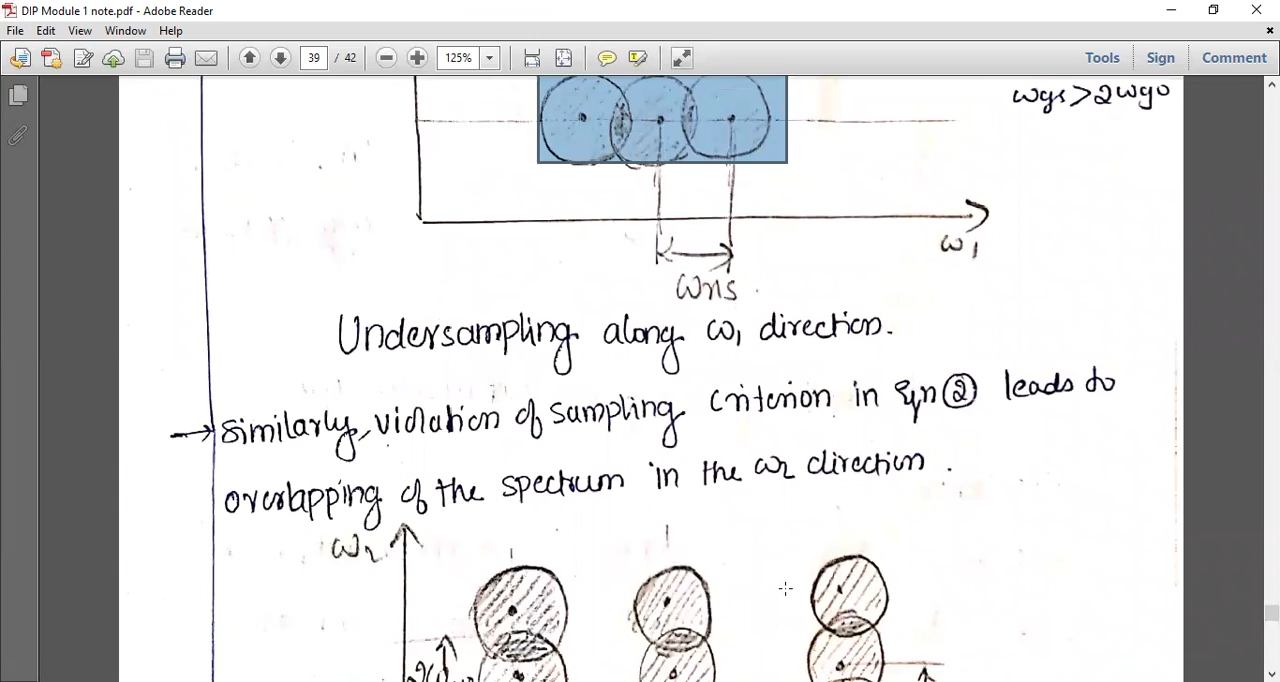 DIP Module 1 note.pdf - Adobe Reader
File Edit View Window Help
39 / 42 125% Tools Sign Comment
ωys > 2ωy0
ω1
ωxs
Undersampling along ω1 direction.
→ Similarly, violation of sampling criterion in Eqn ② leads to
overlapping of the spectrum in the ω2 direction.
ω2